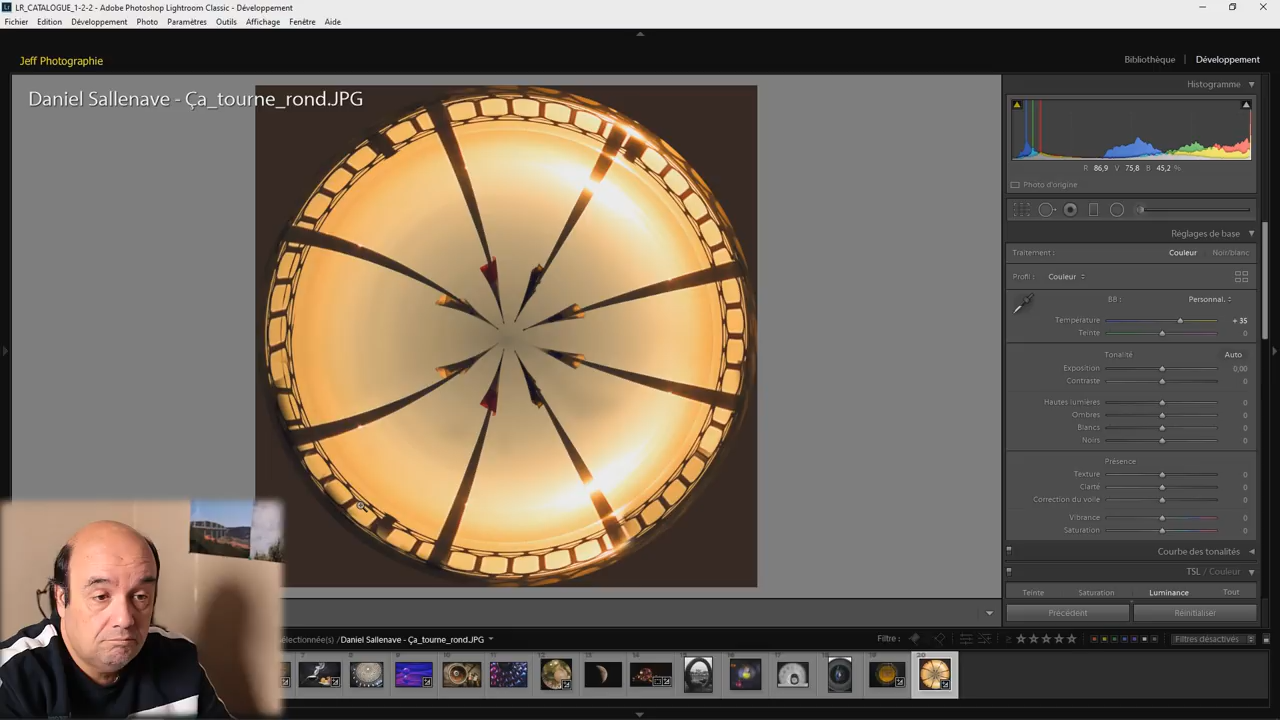 LR_CATALOGUE_1-2-2 - Adobe Photoshop Lightroom Classic - Développement
Fichier Edition Développement Photo Paramètres Outils Affichage Fenêtre Aide
Jeff Photographie
Bibliothèque | Développement
Daniel Sallenave - Ça_tourne_rond.JPG
Histogramme
R 86,9 V 75,8 B 45,2 %
Photo d'origine
Réglages de base
Traitement : Couleur Noir/blanc
Profil : Couleur
BB : Personnal.
Temperature + 35
Teinte 0
Tonalité Auto
Exposition 0,00
Contraste 0
Hautes lumières 0
Ombres 0
Blancs 0
Noirs 0
Présence
Texture 0
Clarté 0
Correction du voile 0
Vibrance 0
Saturation 0
Courbe des tonalités
TSL / Couleur
Teinte Saturation Luminance Tout
Précédent Réinitialiser
électionnée(s) / Daniel Sallenave - Ça_tourne_rond.JPG
Filtre : Filtres désactivés